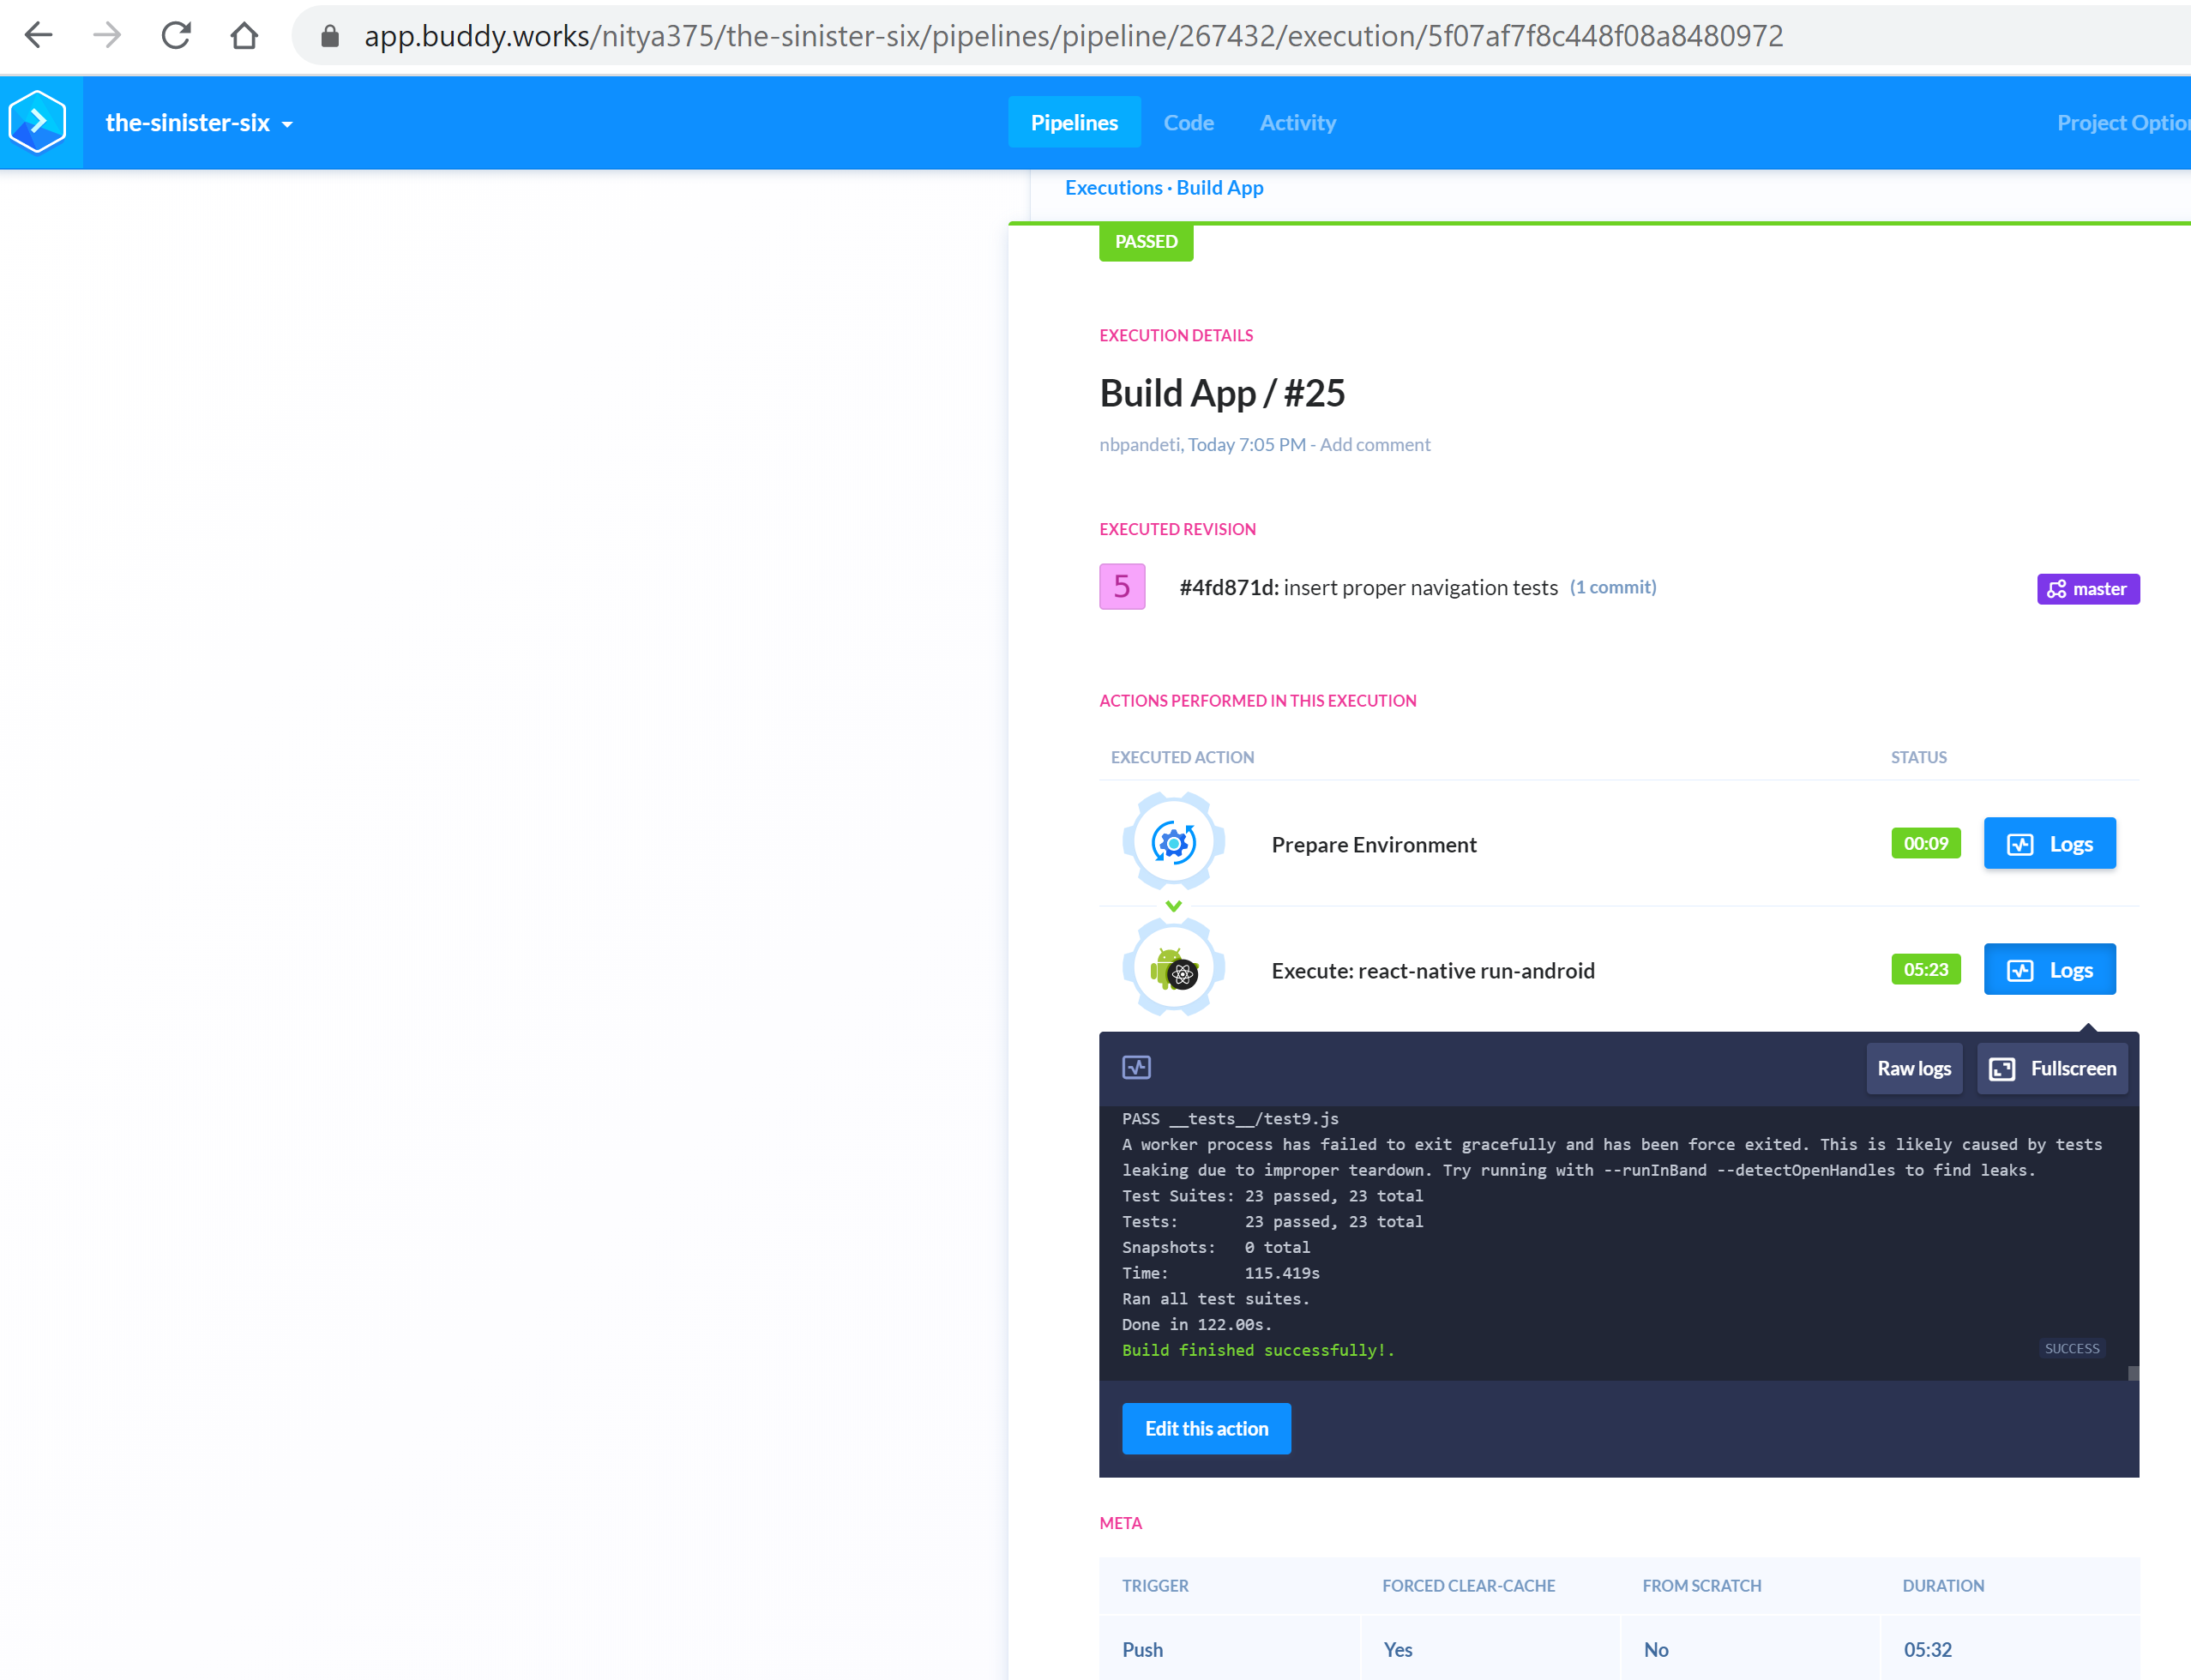 app.buddy.works/nitya375/the-sinister-six/pipelines/pipeline/267432/execution/5f07af7f8c448f08a8480972
the-sinister-six
Pipelines Code Activity
Project Option
Executions · Build App
PASSED
EXECUTION DETAILS
Build App / #25
nbpandeti, Today 7:05 PM - Add comment
EXECUTED REVISION
5 #4fd871d: insert proper navigation tests (1 commit) master
ACTIONS PERFORMED IN THIS EXECUTION
EXECUTED ACTION STATUS
Prepare Environment 00:09 Logs
Execute: react-native run-android 05:23 Logs
Raw logs Fullscreen
PASS __tests__/test9.js
A worker process has failed to exit gracefully and has been force exited. This is likely caused by tests
leaking due to improper teardown. Try running with --runInBand --detectOpenHandles to find leaks.
Test Suites: 23 passed, 23 total
Tests: 23 passed, 23 total
Snapshots: 0 total
Time: 115.419s
Ran all test suites.
Done in 122.00s.
Build finished successfully!. SUCCESS
Edit this action
META
TRIGGER FORCED CLEAR-CACHE FROM SCRATCH DURATION
Push Yes No 05:32